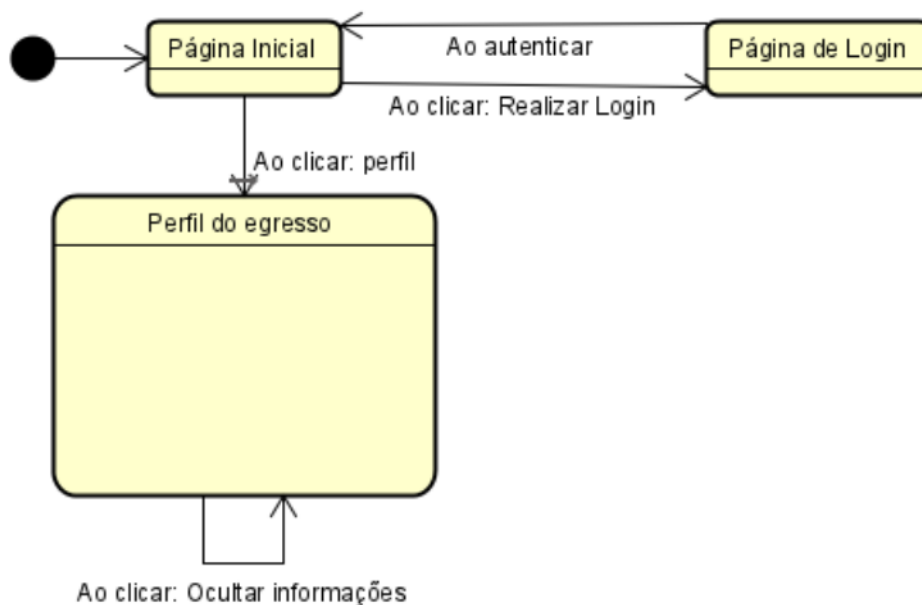 Página Inicial
Ao autenticar
Página de Login
Ao clicar: Realizar Login
Ao clicar: perfil
Perfil do egresso
Ao clicar: Ocultar informações